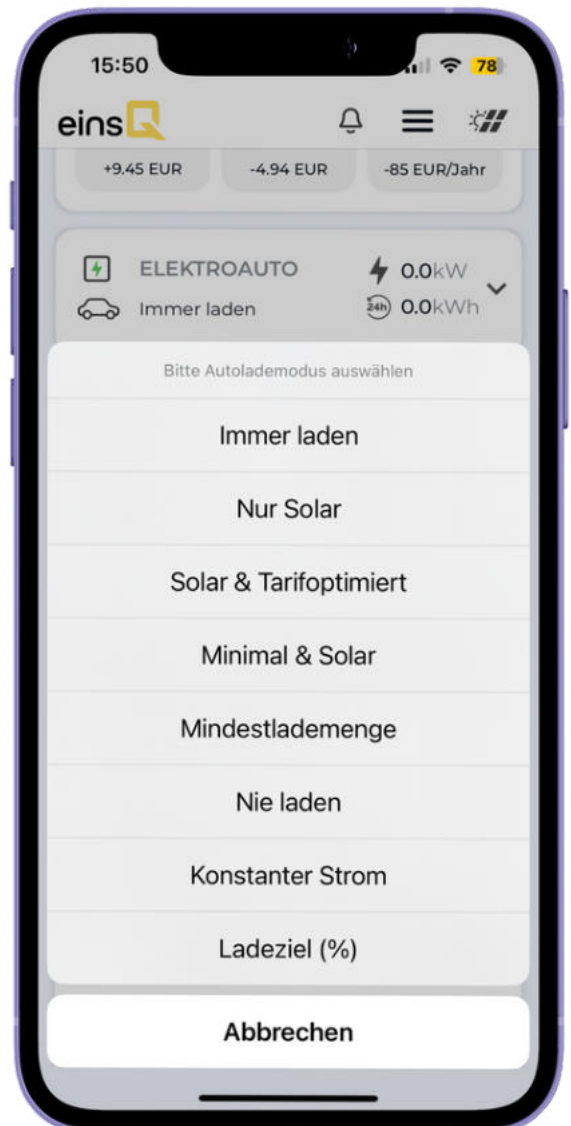 15:50
78
einsQ
+9.45 EUR
-4.94 EUR
-85 EUR/Jahr
ELEKTROAUTO
0.0kW
Immer laden
24h
0.0kWh
Bitte Autolademodus auswählen
Immer laden
Nur Solar
Solar & Tarifoptimiert
Minimal & Solar
Mindestlademenge
Nie laden
Konstanter Strom
Ladeziel (%)
Abbrechen